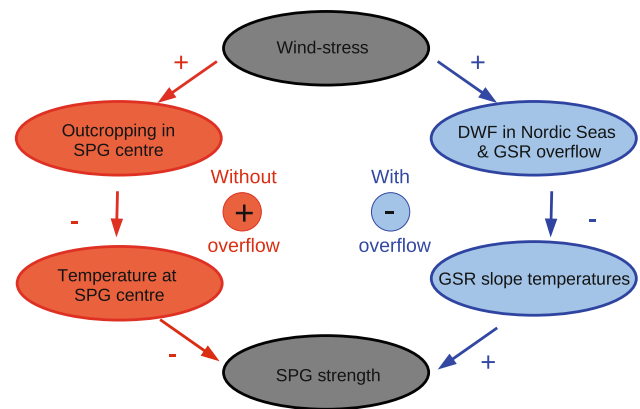 Wind-stress
+
+
Outcropping in
SPG centre
DWF in Nordic Seas
& GSR overflow
Without
+
overflow
With
-
overflow
-
-
Temperature at
SPG centre
GSR slope temperatures
-
+
SPG strength